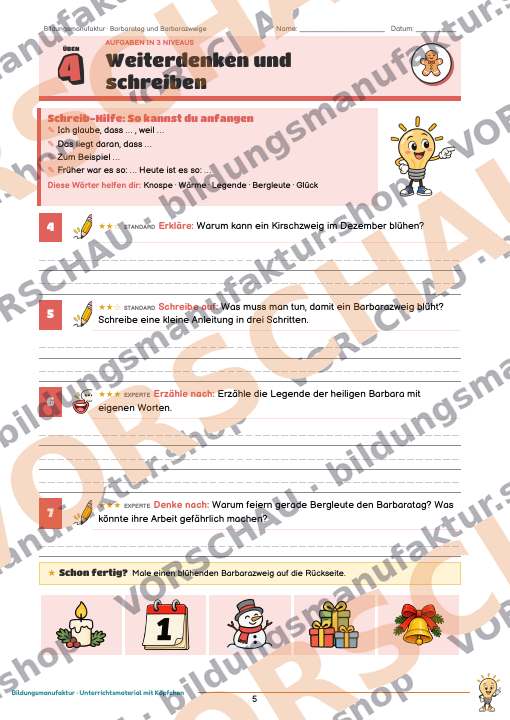 Bildungsmanufaktur · Barbaratag und Barbarazweige Name: Datum:
ÜBEN
4
AUFGABEN IN 3 NIVEAUS
Weiterdenken und
schreiben
Schreib-Hilfe: So kannst du anfangen
Ich glaube, dass … , weil …
Das liegt daran, dass …
Zum Beispiel …
Früher war es so: … Heute ist es so: …
Diese Wörter helfen dir: Knospe · Wärme · Legende · Bergleute · Glück
4 ★★☆ STANDARD Erkläre: Warum kann ein Kirschzweig im Dezember blühen?
5 ★★☆ STANDARD Schreibe auf: Was muss man tun, damit ein Barbarazweig blüht?
Schreibe eine kleine Anleitung in drei Schritten.
6 ★★★ EXPERTE Erzähle nach: Erzähle die Legende der heiligen Barbara mit
eigenen Worten.
7 ★★★ EXPERTE Denke nach: Warum feiern gerade Bergleute den Barbaratag? Was
könnte ihre Arbeit gefährlich machen?
★ Schon fertig? Male einen blühenden Barbarazweig auf die Rückseite.
1
Bildungsmanufaktur · Unterrichtsmaterial mit Köpfchen
5
VORSCHAU · bildungsmanufaktur.shop
VORSCHAU